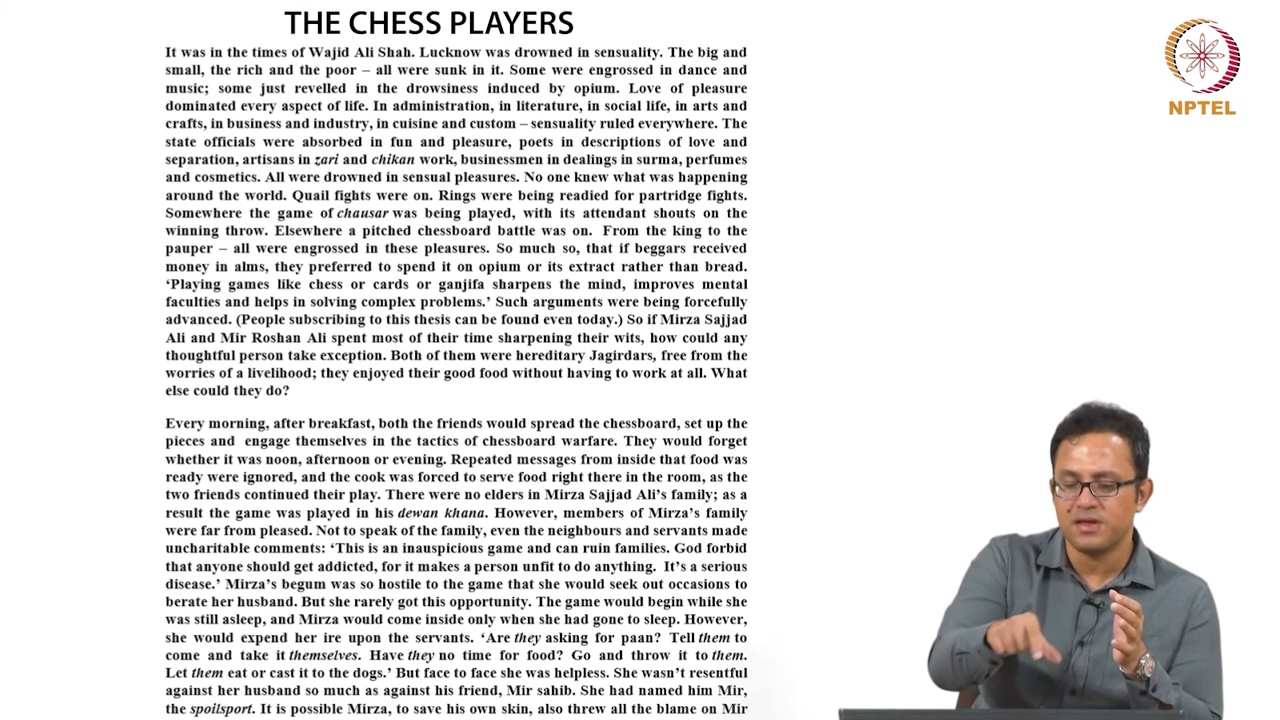 THE CHESS PLAYERS
It was in the times of Wajid Ali Shah. Lucknow was drowned in sensuality. The big and
small, the rich and the poor – all were sunk in it. Some were engrossed in dance and
music; some just revelled in the drowsiness induced by opium. Love of pleasure
dominated every aspect of life. In administration, in literature, in social life, in arts and
crafts, in business and industry, in cuisine and custom – sensuality ruled everywhere. The
state officials were absorbed in fun and pleasure, poets in descriptions of love and
separation, artisans in zari and chikan work, businessmen in dealings in surma, perfumes
and cosmetics. All were drowned in sensual pleasures. No one knew what was happening
around the world. Quail fights were on. Rings were being readied for partridge fights.
Somewhere the game of chausar was being played, with its attendant shouts on the
winning throw. Elsewhere a pitched chessboard battle was on. From the king to the
pauper – all were engrossed in these pleasures. So much so, that if beggars received
money in alms, they preferred to spend it on opium or its extract rather than bread.
‘Playing games like chess or cards or ganjifa sharpens the mind, improves mental
faculties and helps in solving complex problems.’ Such arguments were being forcefully
advanced. (People subscribing to this thesis can be found even today.) So if Mirza Sajjad
Ali and Mir Roshan Ali spent most of their time sharpening their wits, how could any
thoughtful person take exception. Both of them were hereditary Jagirdars, free from the
worries of a livelihood; they enjoyed their good food without having to work at all. What
else could they do?
Every morning, after breakfast, both the friends would spread the chessboard, set up the
pieces and engage themselves in the tactics of chessboard warfare. They would forget
whether it was noon, afternoon or evening. Repeated messages from inside that food was
ready were ignored, and the cook was forced to serve food right there in the room, as the
two friends continued their play. There were no elders in Mirza Sajjad Ali’s family; as a
result the game was played in his dewan khana. However, members of Mirza’s family
were far from pleased. Not to speak of the family, even the neighbours and servants made
uncharitable comments: ‘This is an inauspicious game and can ruin families. God forbid
that anyone should get addicted, for it makes a person unfit to do anything. It’s a serious
disease.’ Mirza’s begum was so hostile to the game that she would seek out occasions to
berate her husband. But she rarely got this opportunity. The game would begin while she
was still asleep, and Mirza would come inside only when she had gone to sleep. However,
she would expend her ire upon the servants. ‘Are they asking for paan? Tell them to
come and take it themselves. Have they no time for food? Go and throw it to them.
Let them eat or cast it to the dogs.’ But face to face she was helpless. She wasn’t resentful
against her husband so much as against his friend, Mir sahib. She had named him Mir,
the spoilsport. It is possible Mirza, to save his own skin, also threw all the blame on Mir
NPTEL